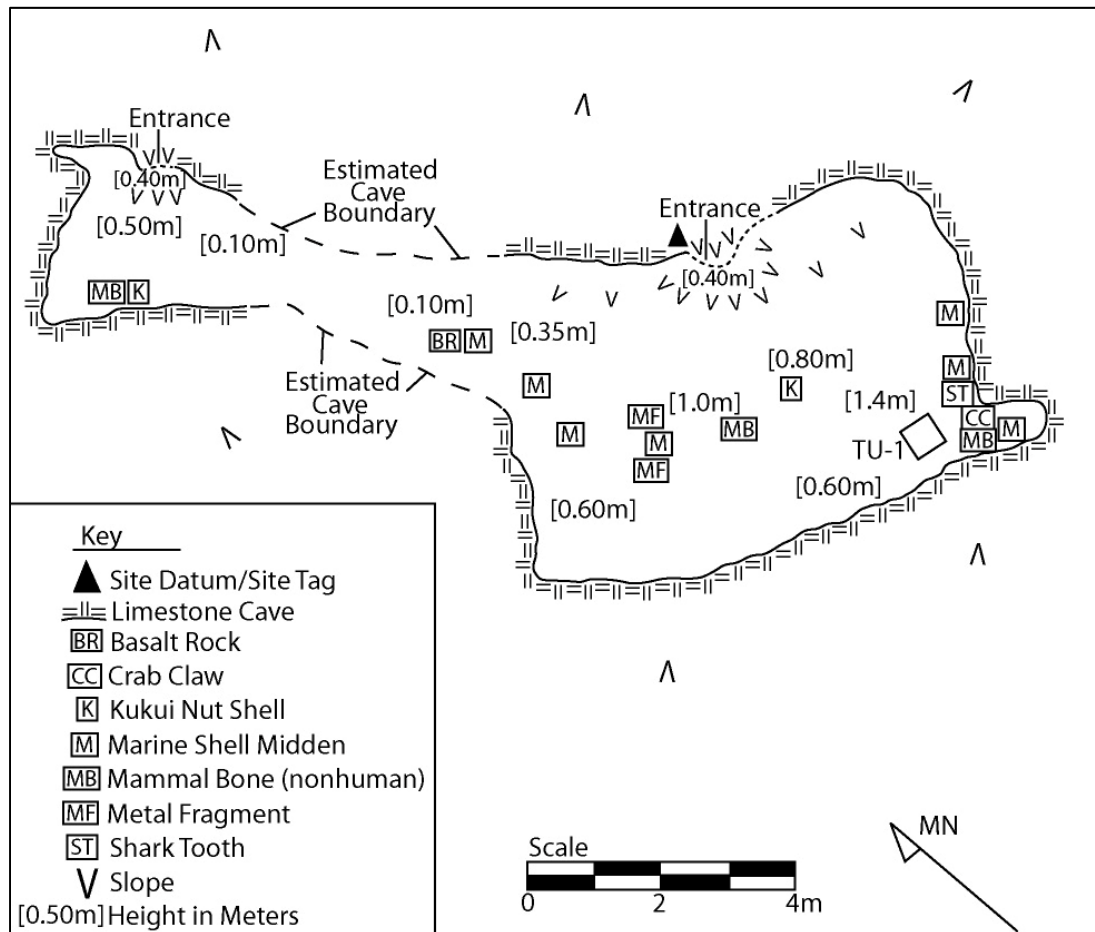 Entrance
[0.40m]
Estimated
Cave
Boundary
[0.50m]
[0.10m]
Entrance
[0.40m]
MB K
[0.10m]
BR M
[0.35m]
M
M
ST
[0.80m]
K
[1.4m]
Estimated
Cave
Boundary
M
[1.0m]
MF
M
M
MF
MB
CC
MB
M
TU-1
[0.60m]
[0.60m]
Key
Site Datum/Site Tag
Limestone Cave
BR Basalt Rock
CC Crab Claw
K Kukui Nut Shell
M Marine Shell Midden
MB Mammal Bone (nonhuman)
MF Metal Fragment
ST Shark Tooth
Slope
[0.50m] Height in Meters
Scale
0 2 4m
MN